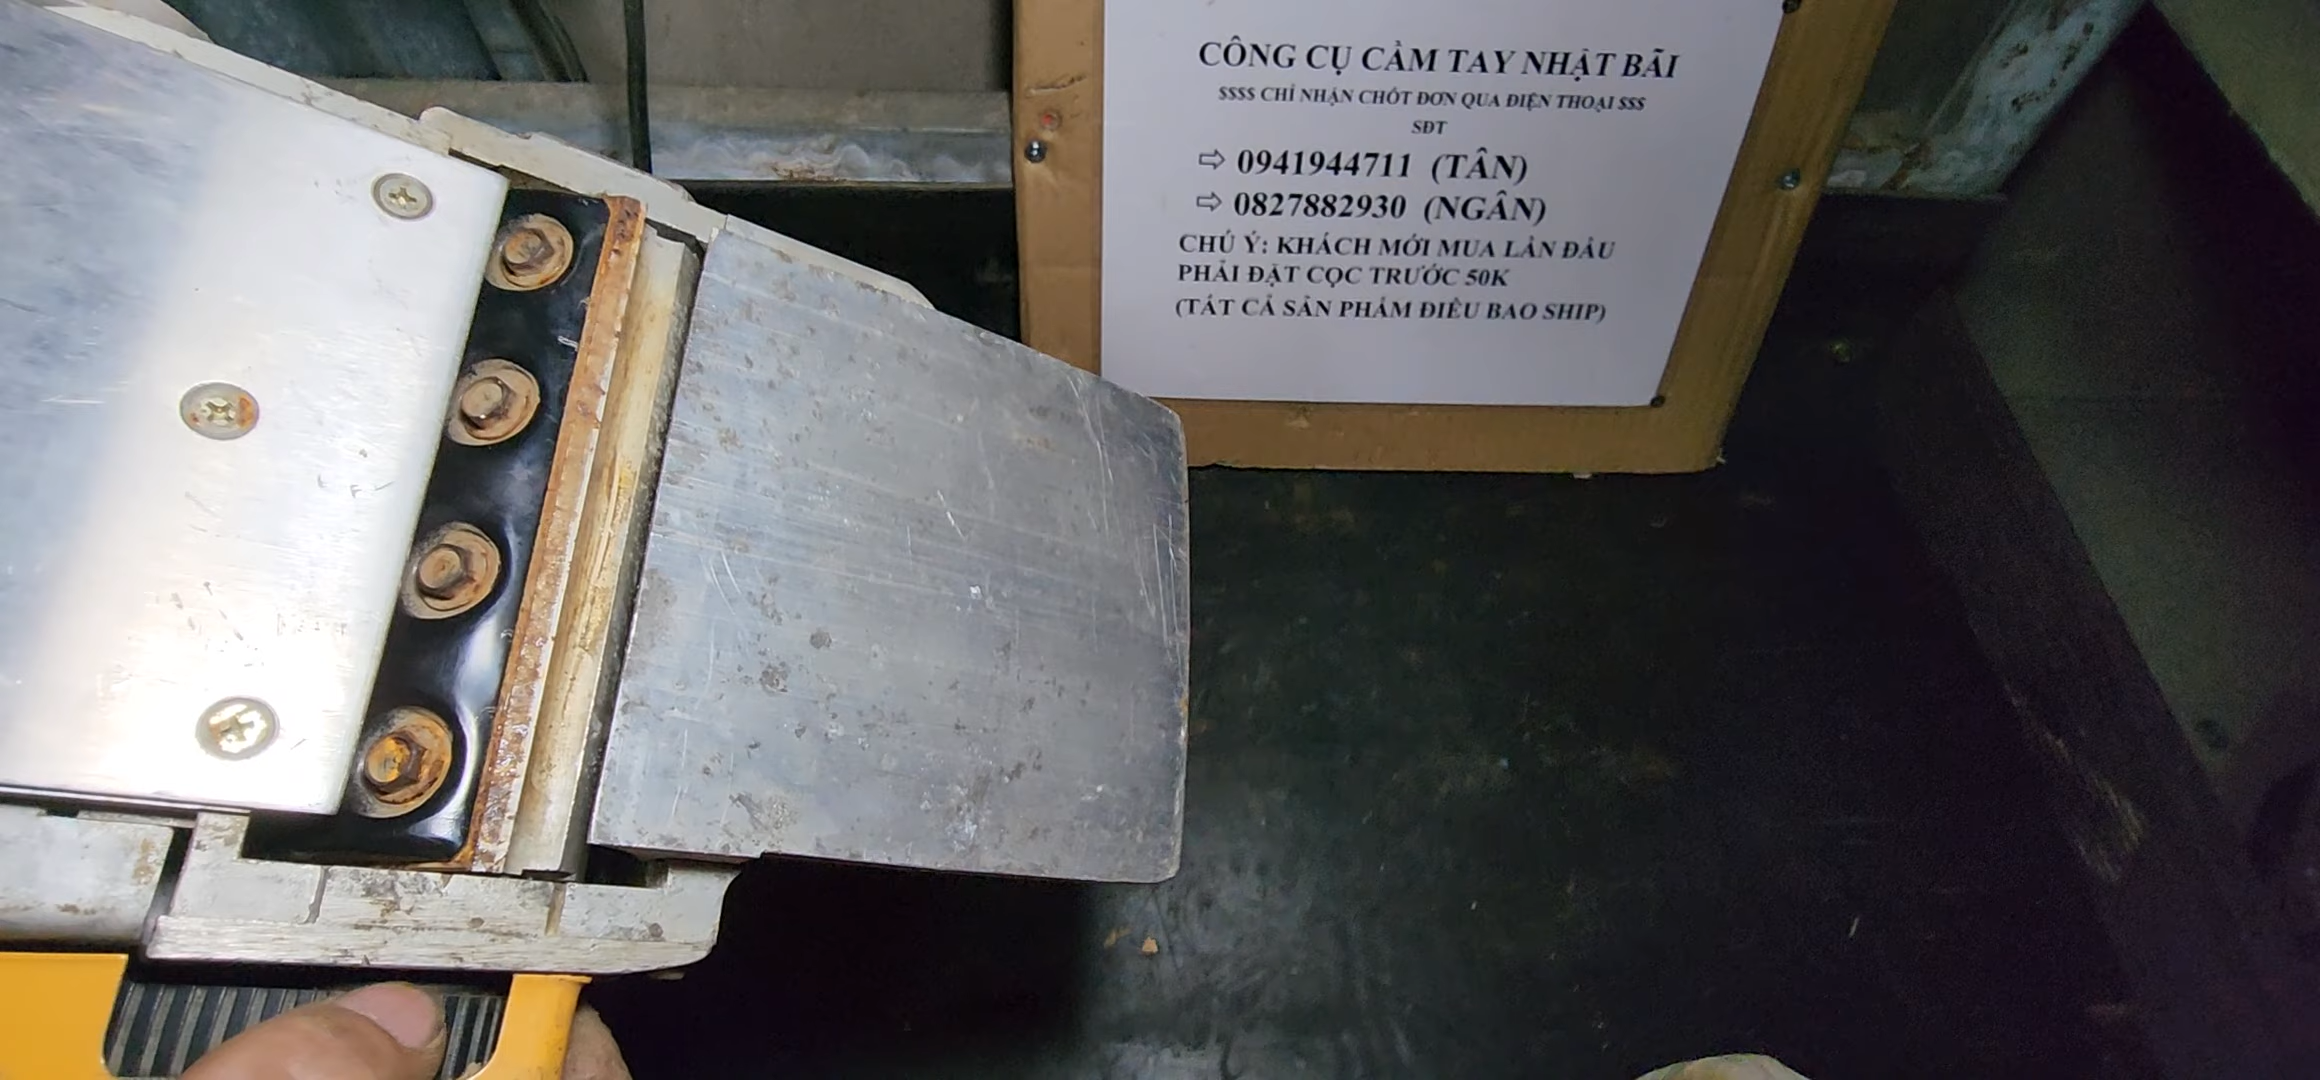 CÔNG CỤ CẦM TAY NHẬT BÃI
$$$$ CHỈ NHẬN CHỐT ĐƠN QUA ĐIỆN THOẠI $$$
SĐT
⇨ 0941944711 (TÂN)
⇨ 0827882930 (NGÂN)
CHÚ Ý: KHÁCH MỚI MUA LẦN ĐẦU
PHẢI ĐẶT CỌC TRƯỚC 50K
(TẤT CẢ SẢN PHẨM ĐIỀU BAO SHIP)